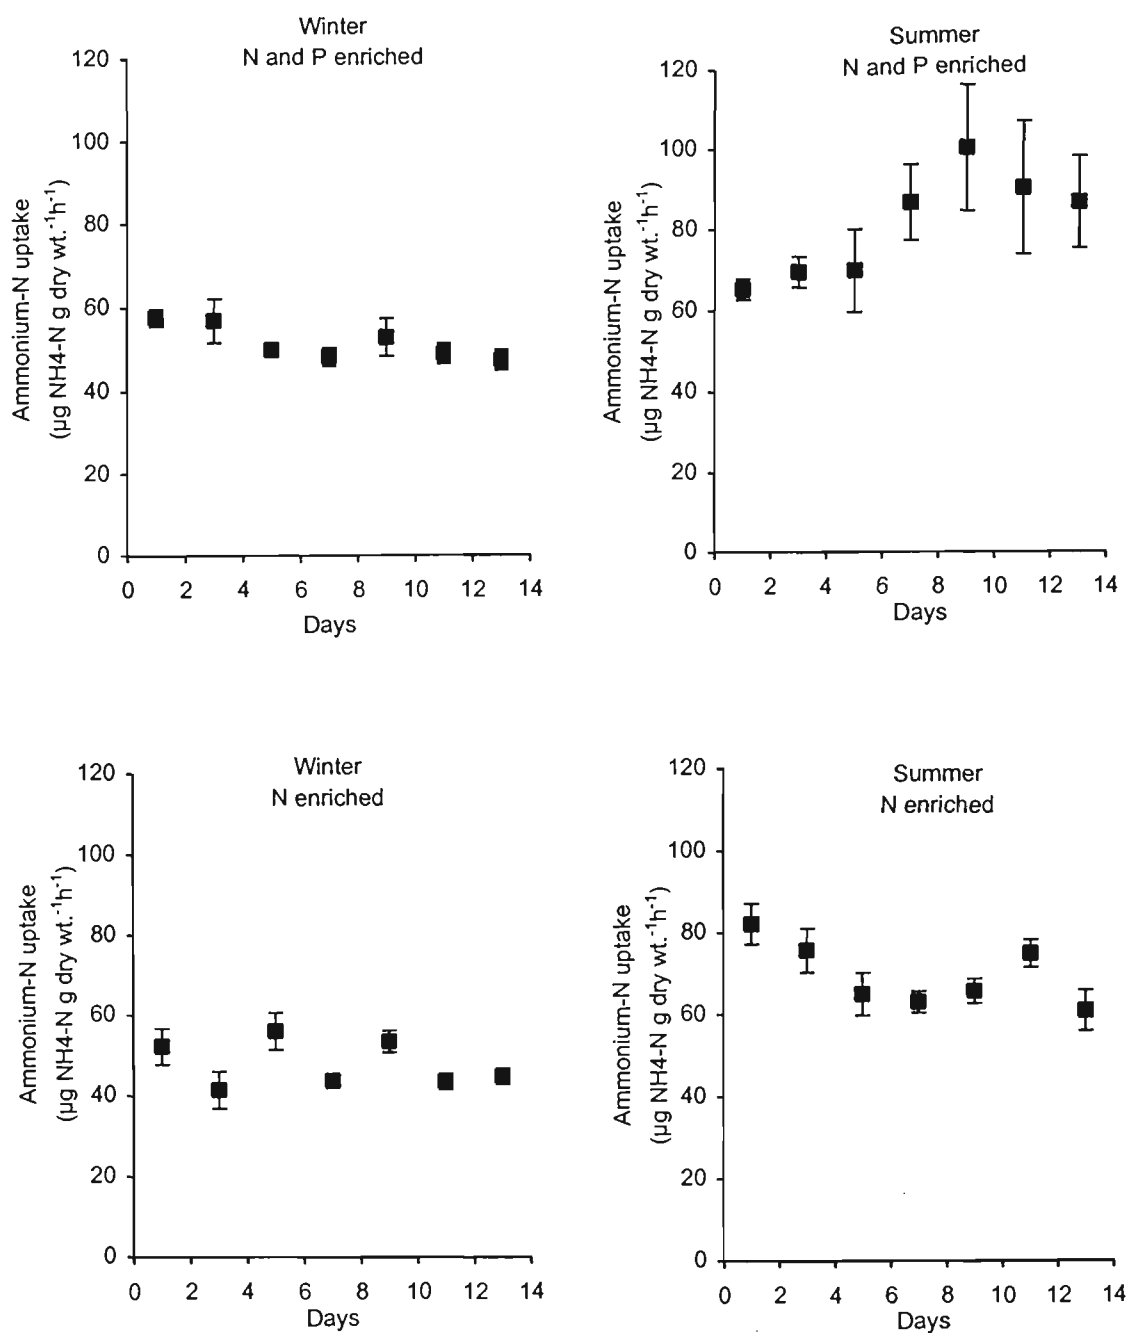 Winter
N and P enriched
120
100
80
60
40
20
0
Ammonium-N uptake
(µg NH4-N g dry wt.⁻¹h⁻¹)
0 2 4 6 8 10 12 14
Days
Summer
N and P enriched
120
100
80
60
40
20
0
Ammonium-N uptake
(µg NH4-N g dry wt.⁻¹h⁻¹)
0 2 4 6 8 10 12 14
Days
Winter
N enriched
120
100
80
60
40
20
0
Ammonium-N uptake
(µg NH4-N g dry wt.⁻¹h⁻¹)
0 2 4 6 8 10 12 14
Days
Summer
N enriched
120
100
80
60
40
20
0
Ammonium-N uptake
(µg NH4-N g dry wt.⁻¹h⁻¹)
0 2 4 6 8 10 12 14
Days